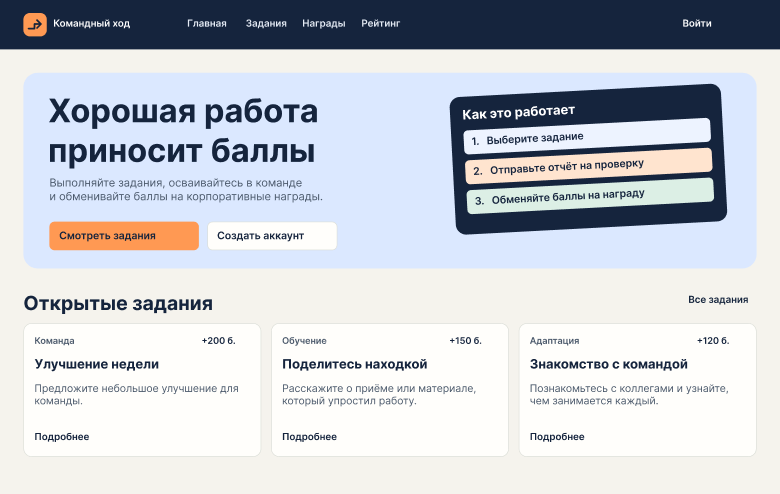 Командный ход
Главная
Задания
Награды
Рейтинг
Войти
Хорошая работа
приносит баллы
Выполняйте задания, осваивайтесь в команде
и обменивайте баллы на корпоративные награды.
Смотреть задания
Создать аккаунт
Как это работает
1. Выберите задание
2. Отправьте отчёт на проверку
3. Обменяйте баллы на награду
Открытые задания
Все задания
Команда
+200 б.
Улучшение недели
Предложите небольшое улучшение для
команды.
Подробнее
Обучение
+150 б.
Поделитесь находкой
Расскажите о приёме или материале,
который упростил работу.
Подробнее
Адаптация
+120 б.
Знакомство с командой
Познакомьтесь с коллегами и узнайте,
чем занимается каждый.
Подробнее